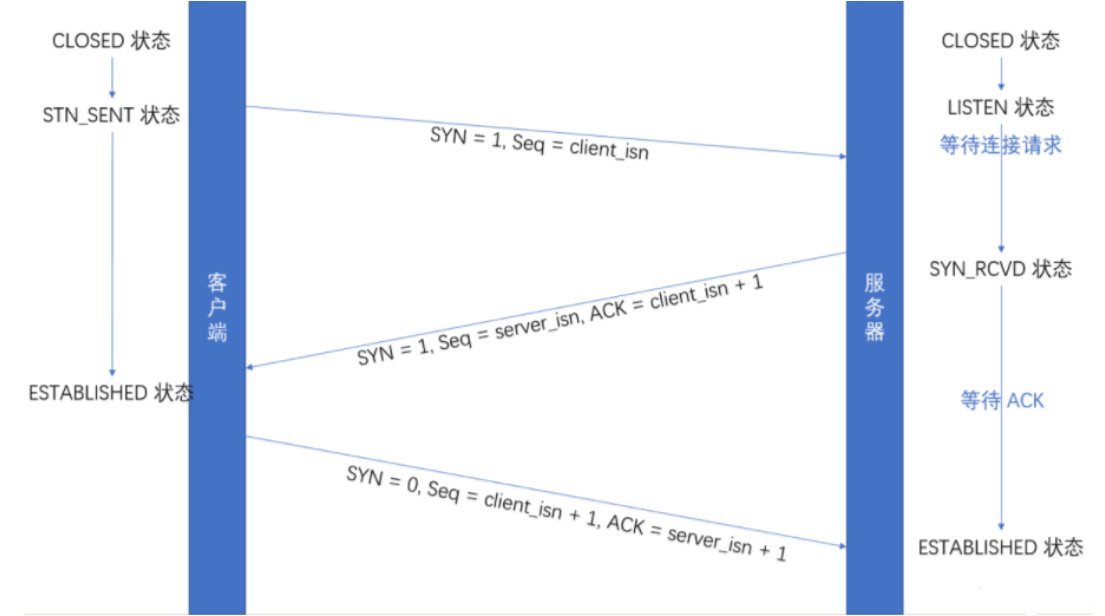 CLOSED 状态
CLOSED 状态
STN_SENT 状态
LISTEN 状态
SYN = 1, Seq = client_isn
等待连接请求
客户端
服务器
SYN_RCVD 状态
SYN = 1, Seq = server_isn, ACK = client_isn + 1
ESTABLISHED 状态
等待 ACK
SYN = 0, Seq = client_isn + 1, ACK = server_isn + 1
ESTABLISHED 状态